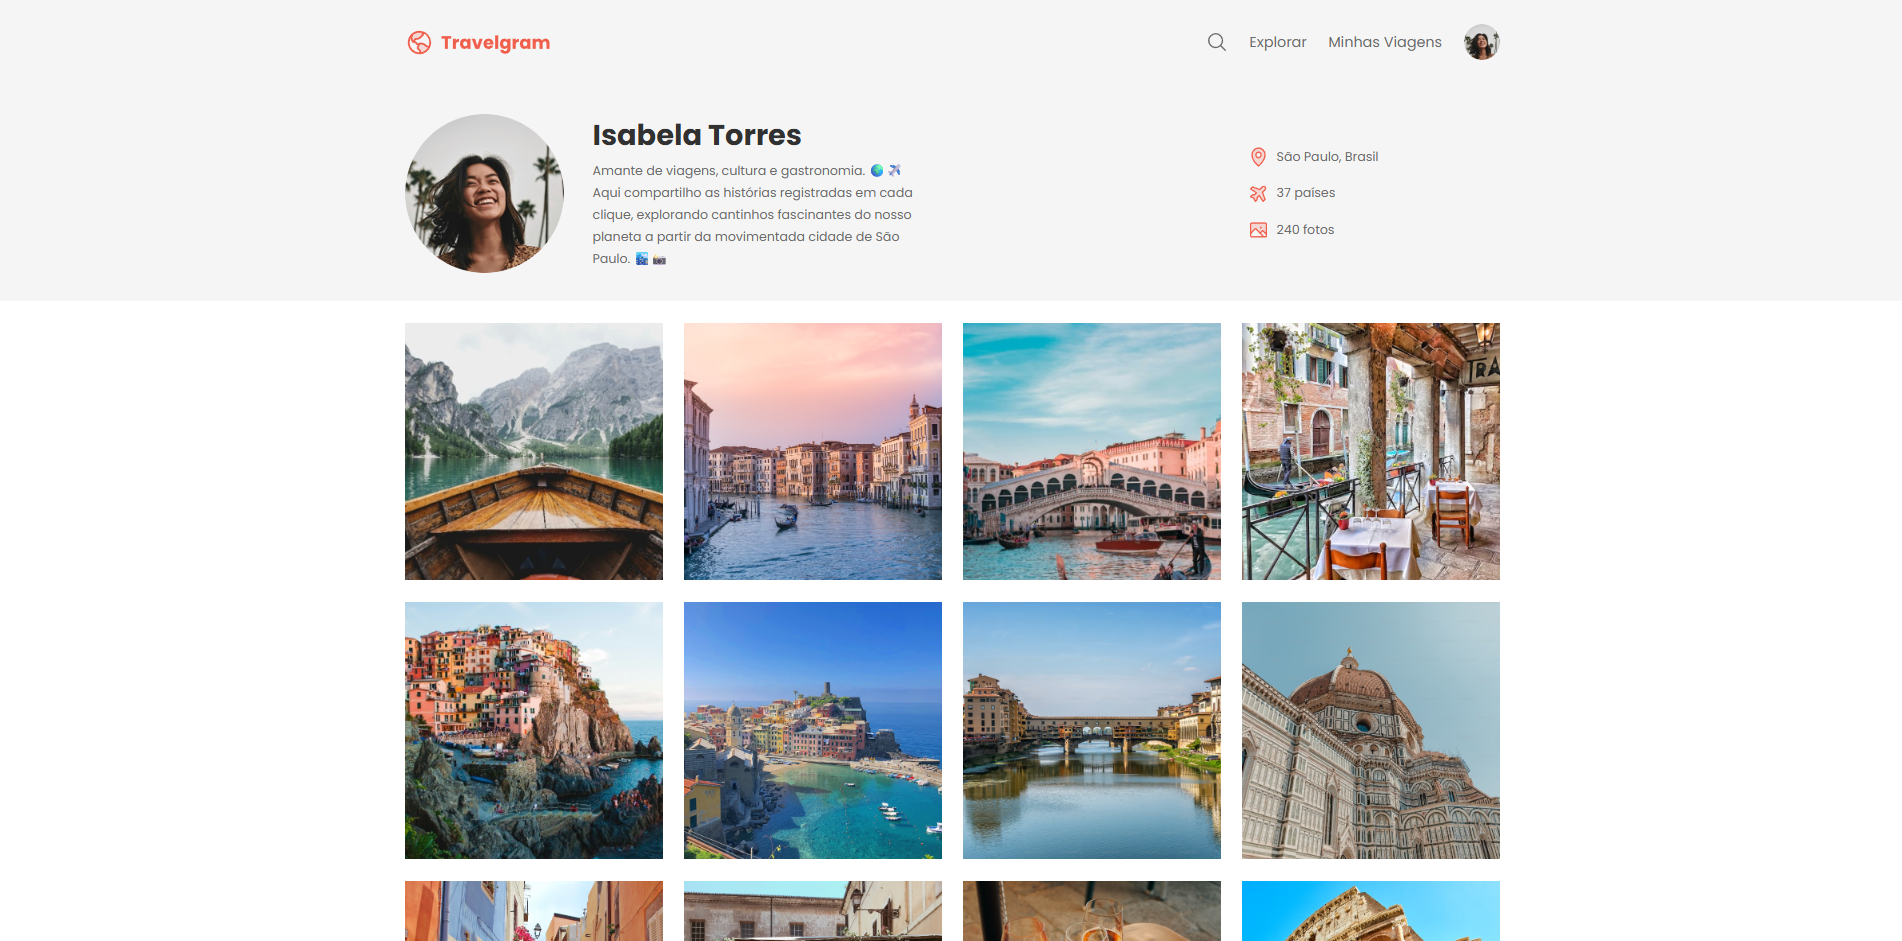 Travelgram
Explorar
Minhas Viagens
Isabela Torres
Amante de viagens, cultura e gastronomia. 🌍 ✈️
Aqui compartilho as histórias registradas em cada
clique, explorando cantinhos fascinantes do nosso
planeta a partir da movimentada cidade de São
Paulo. 🌃 📸
São Paulo, Brasil
37 países
240 fotos
TRA